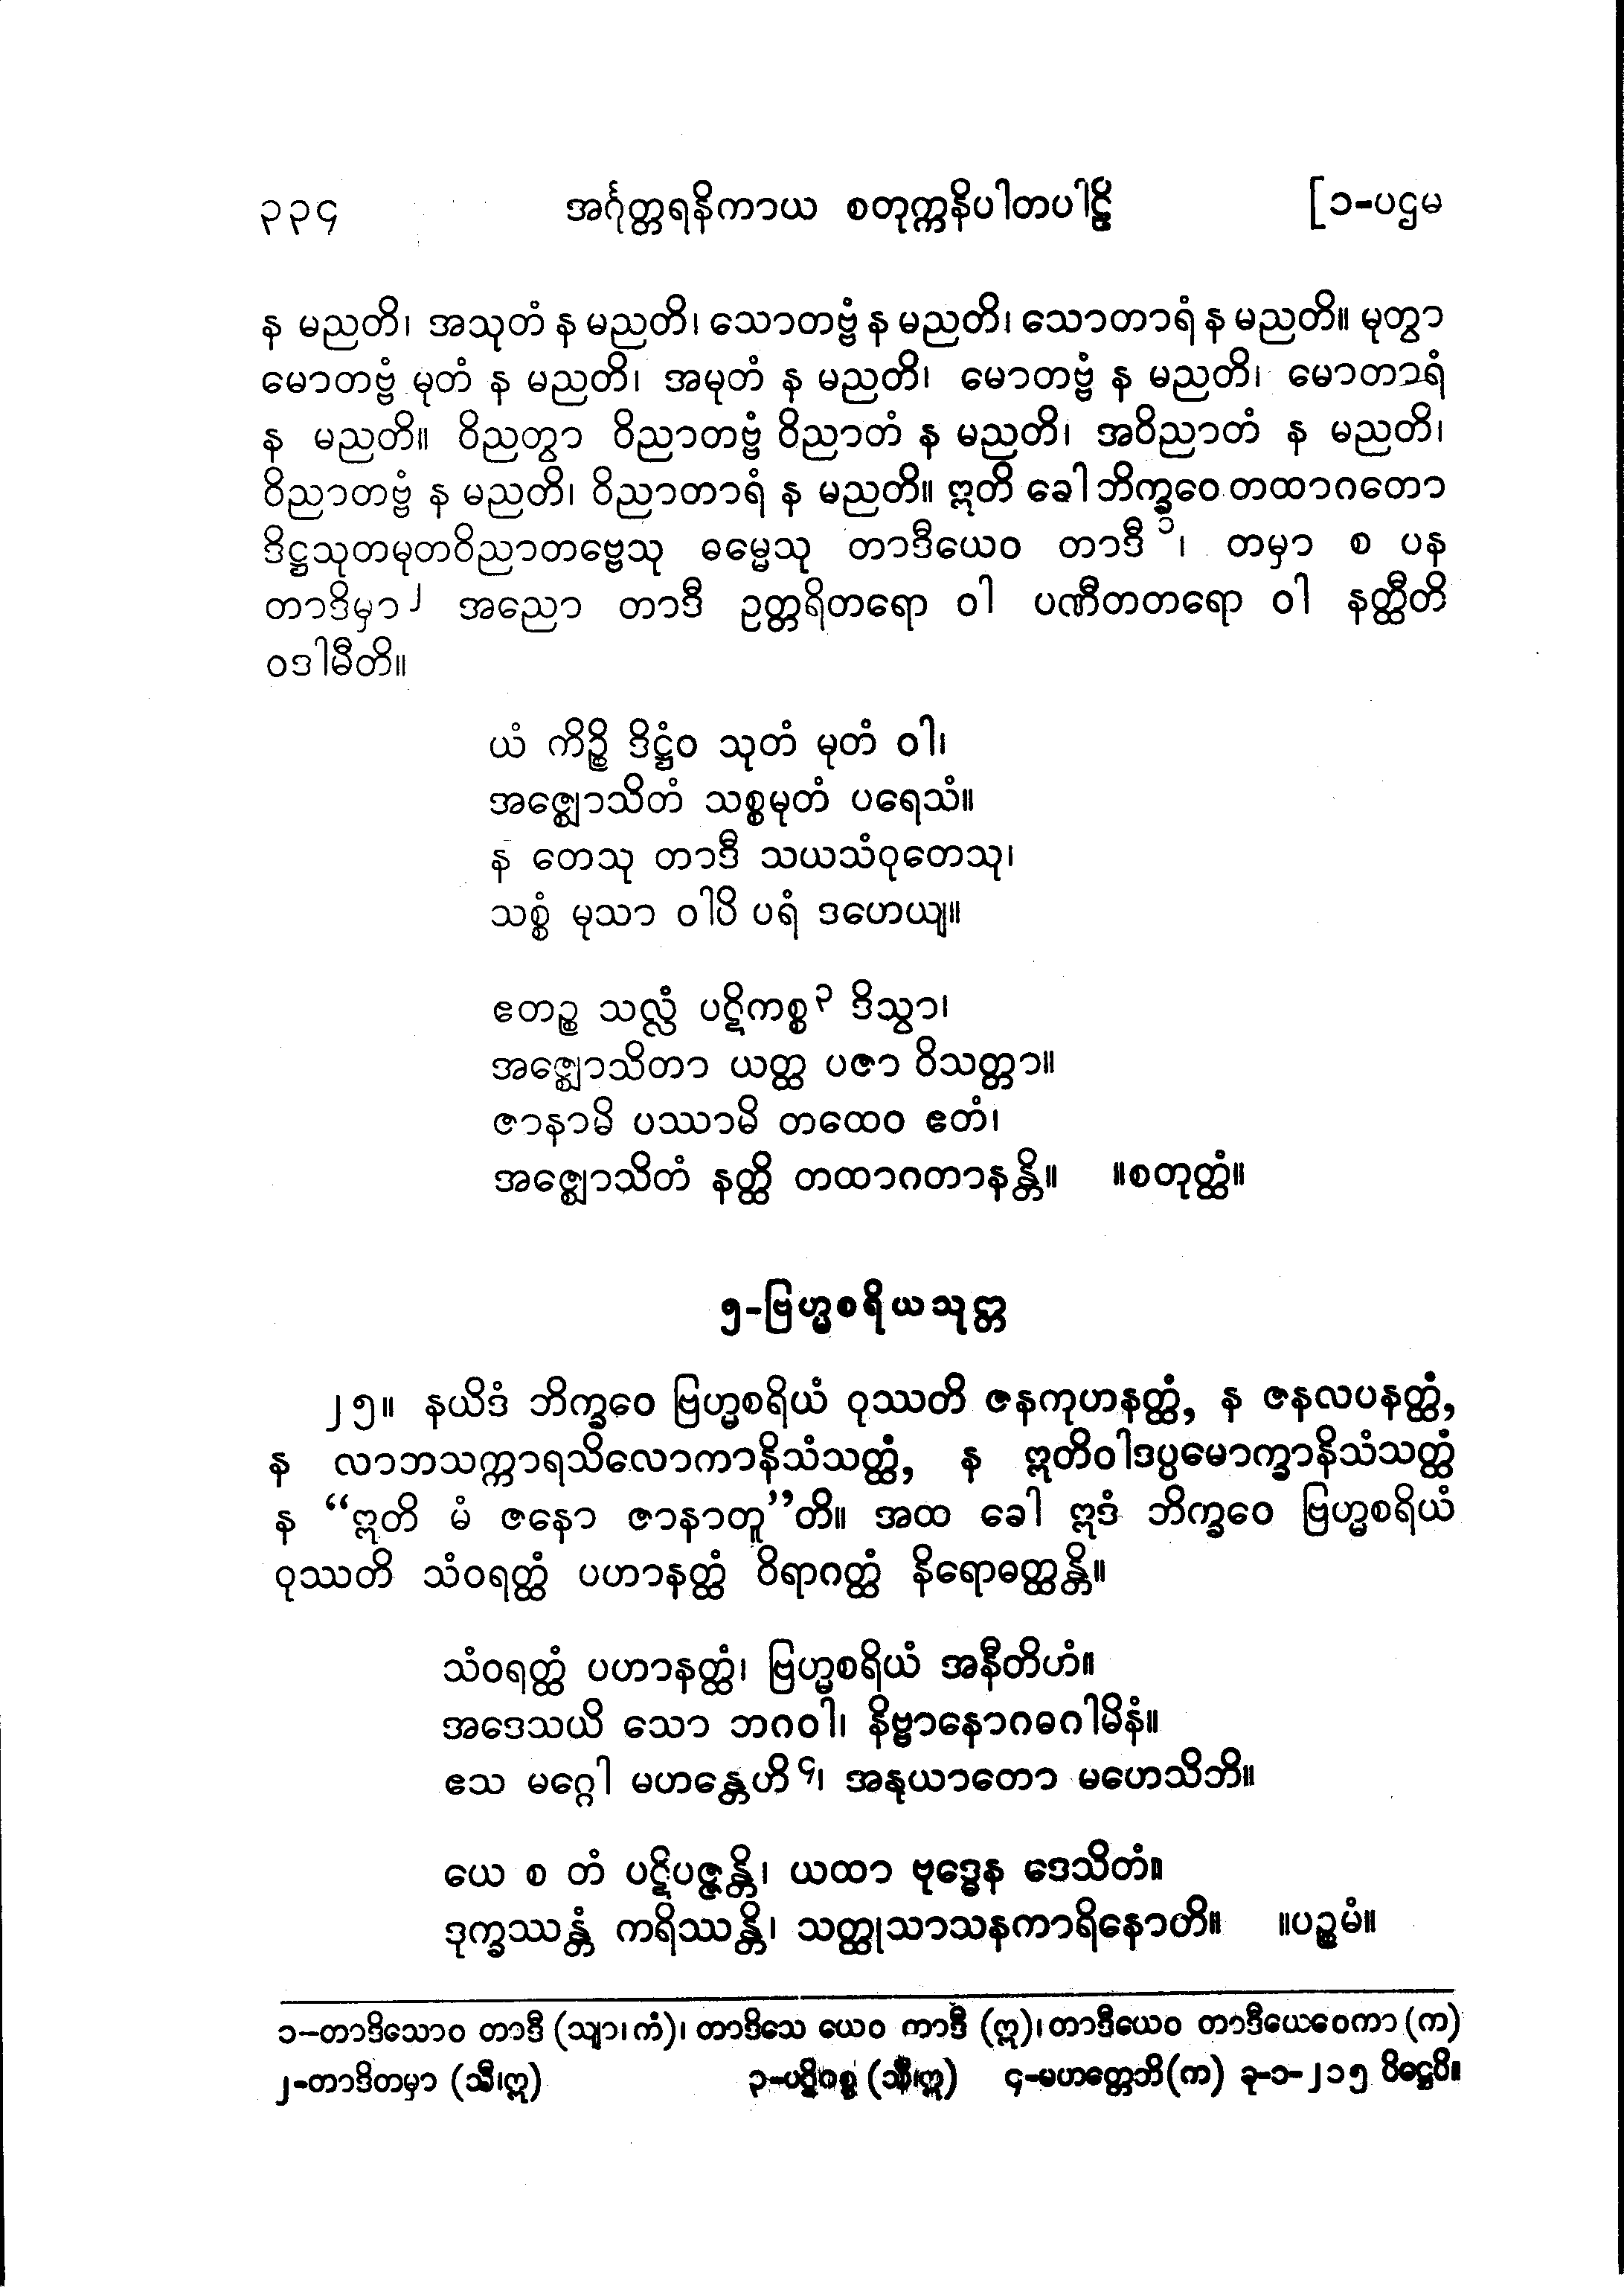 ၃၃၄ အင်္ဂုတ္တရနိကာယ စတုက္ကနိပါတပါဠိ [၁-ပဌမ
န မညတိ၊ အသုတံ န မညတိ၊ သောတဗ္ဗံ န မညတိ၊ သောတာရံ န မညတိ။ မုတွာ
မောတဗ္ဗံ မုတံ န မညတိ၊ အမုတံ န မညတိ၊ မောတဗ္ဗံ န မညတိ၊ မောတာရံ
န မညတိ။ ဝိညတွာ ဝိညာတဗ္ဗံ ဝိညာတံ န မညတိ၊ အဝိညာတံ န မညတိ၊
ဝိညာတဗ္ဗံ န မညတိ၊ ဝိညာတာရံ န မညတိ။ ဣတိ ခေါ ဘိက္ခဝေ တထာဂတော
ဒိဋ္ဌသုတမုတဝိညာတဗ္ဗေသု ဓမ္မေသု တာဒီယေဝ တာဒီ ၁၊ တမှာ စ ပန
တာဒိမှာ၂ အညော တာဒီ ဥတ္တရိတရော ဝါ ပဏီတတရော ဝါ နတ္ထီတိ
ဝဒါမီတိ။
ယံ ကိဉ္စိ ဒိဋ္ဌံဝ သုတံ မုတံ ဝါ၊
အဇ္ဈောသိတံ သစ္စမုတံ ပရေသံ။
န တေသု တာဒီ သယသံဝုတေသု၊
သစ္စံ မုသာ ဝါပိ ပရံ ဒဟေယျ။
ဧတဉ္စ သလ္လံ ပဋိကစ္စ၃ ဒိသွာ၊
အဇ္ဈောသိတာ ယတ္ထ ပဇာ ဝိသတ္တာ။
ဇာနာမိ ပဿာမိ တထေဝ ဧတံ၊
အဇ္ဈောသိတံ နတ္ထိ တထာဂတာနန္တိ။ ။စတုတ္ထံ။
၅-ဗြဟ္မစရိယသုတ္တ
၂၅။ နယိဒံ ဘိက္ခဝေ ဗြဟ္မစရိယံ ဝုဿတိ ဇနကုဟနတ္ထံ, န ဇနလပနတ္ထံ,
န လာဘသက္ကာရသိလောကာနိသံသတ္ထံ, န ဣတိဝါဒပ္ပမောက္ခာနိသံသတ္ထံ
န “ဣတိ မံ ဇနော ဇာနာတူ”တိ။ အထ ခေါ ဣဒံ ဘိက္ခဝေ ဗြဟ္မစရိယံ
ဝုဿတိ သံဝရတ္ထံ ပဟာနတ္ထံ ဝိရာဂတ္ထံ နိရောဓတ္ထန္တိ။
သံဝရတ္ထံ ပဟာနတ္ထံ၊ ဗြဟ္မစရိယံ အနီတိဟံ။
အဒေသယိ သော ဘဂဝါ၊ နိဗ္ဗာနောဂဓဂါမိနံ။
ဧသ မဂ္ဂေါ မဟန္တေဟိ ၄၊ အနုယာတော မဟေသိဘိ။
ယေ စ တံ ပဋိပဇ္ဇန္တိ၊ ယထာ ဗုဒ္ဓေန ဒေသိတံ။
ဒုက္ခဿန္တံ ကရိဿန္တိ၊ သတ္ထုသာသနကာရိနောတိ။ ။ပဉ္စမံ။
၁-တာဒိသောဝ တာဒီ (သျာ၊ကံ)၊ တာဒိသေ ယေဝ ကာဒီ (ဣ)၊တာဒီယေဝ တာဒီယေဝေကာ (က)
၂-တာဒိတမှာ (သီ၊ဣ) ၃-ပဋိဂစ္စ (သီ၊ဣ) ၄-မဟတ္တေဘိ(က) ခု-၁-၂၁၅ ပိဋ္ဌေပိ။